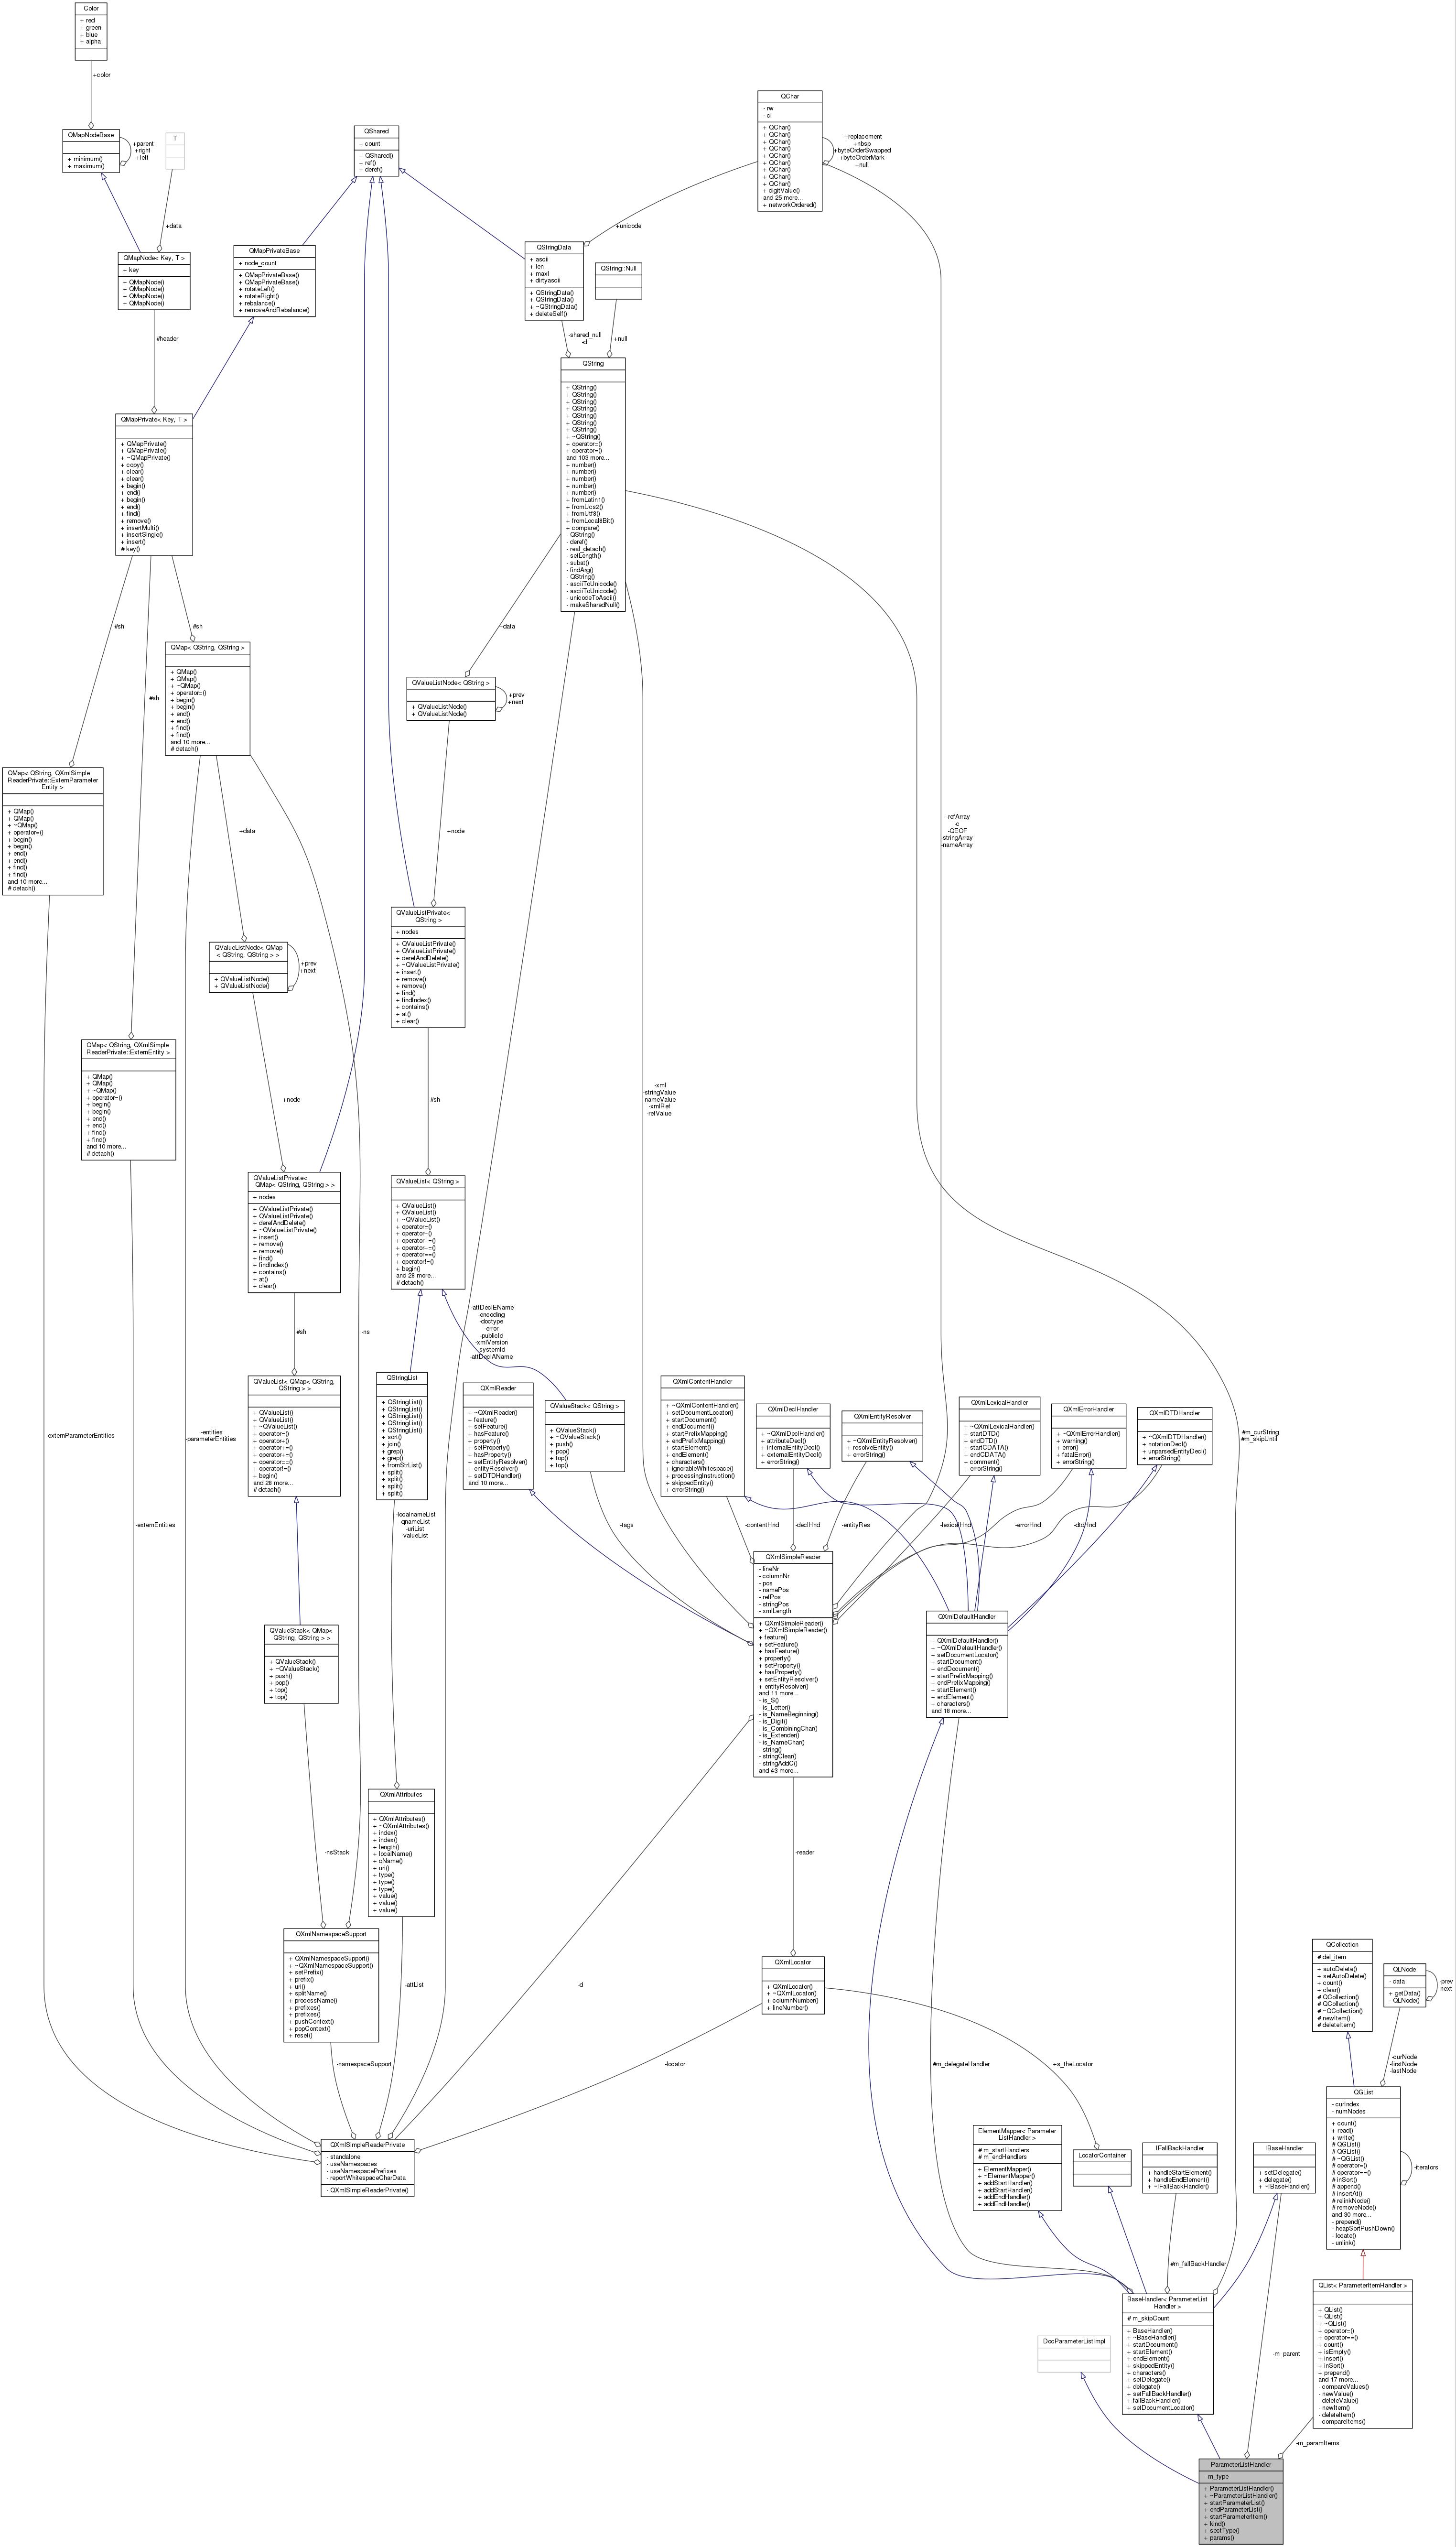 Color
+ red
+ green
+ blue
+ alpha
+color
QMapNodeBase
+ minimum()
+ maximum()
+parent
+right
+left
T
+data
QMapNode< Key, T >
+ key
+ QMapNode()
+ QMapNode()
+ QMapNode()
+ QMapNode()
#header
QShared
+ count
+ QShared()
+ ref()
+ deref()
QMapPrivateBase
+ node_count
+ QMapPrivateBase()
+ QMapPrivateBase()
+ rotateLeft()
+ rotateRight()
+ rebalance()
+ removeAndRebalance()
QChar
- rw
- cl
+ QChar()
+ QChar()
+ QChar()
+ QChar()
+ QChar()
+ QChar()
+ QChar()
+ QChar()
+ QChar()
+ digitValue()
and 25 more...
+ networkOrdered()
+replacement
+nbsp
+byteOrderSwapped
+byteOrderMark
+null
+unicode
QStringData
+ ascii
+ len
+ maxl
+ dirtyascii
+ QStringData()
+ QStringData()
+ ~QStringData()
+ deleteSelf()
QString::Null
-shared_null
-d
+null
QString
+ QString()
+ QString()
+ QString()
+ QString()
+ QString()
+ QString()
+ QString()
+ ~QString()
+ operator=()
+ operator=()
and 103 more...
+ number()
+ number()
+ number()
+ number()
+ number()
+ fromLatin1()
+ fromUcs2()
+ fromUtf8()
+ fromLocal8Bit()
+ compare()
- QString()
- deref()
- real_detach()
- setLength()
- subat()
- findArg()
- QString()
- asciiToUnicode()
- asciiToUnicode()
- unicodeToAscii()
- makeSharedNull()
QMapPrivate< Key, T >
+ QMapPrivate()
+ QMapPrivate()
+ ~QMapPrivate()
+ copy()
+ clear()
+ clear()
+ begin()
+ end()
+ begin()
+ end()
+ find()
+ remove()
+ insertMulti()
+ insertSingle()
+ insert()
# key()
#sh
#sh
#sh
QMap< QString, QString >
+ QMap()
+ QMap()
+ ~QMap()
+ operator=()
+ begin()
+ begin()
+ end()
+ end()
+ find()
+ find()
and 10 more...
# detach()
+data
QValueListNode< QString >
+ QValueListNode()
+ QValueListNode()
+prev
+next
QMap< QString, QXmlSimple
ReaderPrivate::ExternParameter
Entity >
+ QMap()
+ QMap()
+ ~QMap()
+ operator=()
+ begin()
+ begin()
+ end()
+ end()
+ find()
+ find()
and 10 more...
# detach()
+data
+node
-refArray
-c
-QEOF
-stringArray
-nameArray
QValueListNode< QMap
< QString, QString > >
+ QValueListNode()
+ QValueListNode()
+prev
+next
QValueListPrivate<
QString >
+ nodes
+ QValueListPrivate()
+ QValueListPrivate()
+ derefAndDelete()
+ ~QValueListPrivate()
+ insert()
+ remove()
+ remove()
+ find()
+ findIndex()
+ contains()
+ at()
+ clear()
QMap< QString, QXmlSimple
ReaderPrivate::ExternEntity >
+ QMap()
+ QMap()
+ ~QMap()
+ operator=()
+ begin()
+ begin()
+ end()
+ end()
+ find()
+ find()
and 10 more...
# detach()
+node
#sh
-xml
-stringValue
-nameValue
-xmlRef
-refValue
QValueListPrivate<
QMap< QString, QString > >
+ nodes
+ QValueListPrivate()
+ QValueListPrivate()
+ derefAndDelete()
+ ~QValueListPrivate()
+ insert()
+ remove()
+ remove()
+ find()
+ findIndex()
+ contains()
+ at()
+ clear()
QValueList< QString >
+ QValueList()
+ QValueList()
+ ~QValueList()
+ operator=()
+ operator+()
+ operator+=()
+ operator+=()
+ operator==()
+ operator!=()
+ begin()
and 28 more...
# detach()
#sh
-ns
-attDeclEName
-encoding
-doctype
-error
-publicId
-xmlVersion
-systemId
-attDeclAName
QValueList< QMap< QString,
QString > >
+ QValueList()
+ QValueList()
+ ~QValueList()
+ operator=()
+ operator+()
+ operator+=()
+ operator+=()
+ operator==()
+ operator!=()
+ begin()
and 28 more...
# detach()
QStringList
+ QStringList()
+ QStringList()
+ QStringList()
+ QStringList()
+ QStringList()
+ sort()
+ join()
+ grep()
+ grep()
+ fromStrList()
+ split()
+ split()
+ split()
+ split()
QXmlReader
+ ~QXmlReader()
+ feature()
+ setFeature()
+ hasFeature()
+ property()
+ setProperty()
+ hasProperty()
+ setEntityResolver()
+ entityResolver()
+ setDTDHandler()
and 10 more...
QValueStack< QString >
+ QValueStack()
+ ~QValueStack()
+ push()
+ pop()
+ top()
+ top()
QXmlContentHandler
+ ~QXmlContentHandler()
+ setDocumentLocator()
+ startDocument()
+ endDocument()
+ startPrefixMapping()
+ endPrefixMapping()
+ startElement()
+ endElement()
+ characters()
+ ignorableWhitespace()
+ processingInstruction()
+ skippedEntity()
+ errorString()
QXmlDeclHandler
+ ~QXmlDeclHandler()
+ attributeDecl()
+ internalEntityDecl()
+ externalEntityDecl()
+ errorString()
QXmlEntityResolver
+ ~QXmlEntityResolver()
+ resolveEntity()
+ errorString()
QXmlLexicalHandler
+ ~QXmlLexicalHandler()
+ startDTD()
+ endDTD()
+ startCDATA()
+ endCDATA()
+ comment()
+ errorString()
QXmlErrorHandler
+ ~QXmlErrorHandler()
+ warning()
+ error()
+ fatalError()
+ errorString()
QXmlDTDHandler
+ ~QXmlDTDHandler()
+ notationDecl()
+ unparsedEntityDecl()
+ errorString()
#m_curString
#m_skipUntil
-externParameterEntities
-entities
-parameterEntities
-externEntities
-localnameList
-qnameList
-uriList
-valueList
-tags
-contentHnd
-declHnd
-entityRes
-lexicalHnd
-errorHnd
-dtdHnd
QXmlSimpleReader
- lineNr
- columnNr
- pos
- namePos
- refPos
- stringPos
- xmlLength
+ QXmlSimpleReader()
+ ~QXmlSimpleReader()
+ feature()
+ setFeature()
+ hasFeature()
+ property()
+ setProperty()
+ hasProperty()
+ setEntityResolver()
+ entityResolver()
and 11 more...
- is_S()
- is_Letter()
- is_NameBeginning()
- is_Digit()
- is_CombiningChar()
- is_Extender()
- is_NameChar()
- string()
- stringClear()
- stringAddC()
and 43 more...
QXmlDefaultHandler
+ QXmlDefaultHandler()
+ ~QXmlDefaultHandler()
+ setDocumentLocator()
+ startDocument()
+ endDocument()
+ startPrefixMapping()
+ endPrefixMapping()
+ startElement()
+ endElement()
+ characters()
and 18 more...
QValueStack< QMap<
QString, QString > >
+ QValueStack()
+ ~QValueStack()
+ push()
+ pop()
+ top()
+ top()
QXmlAttributes
+ QXmlAttributes()
+ ~QXmlAttributes()
+ index()
+ index()
+ length()
+ localName()
+ qName()
+ uri()
+ type()
+ type()
+ type()
+ value()
+ value()
+ value()
-nsStack
-reader
QXmlNamespaceSupport
+ QXmlNamespaceSupport()
+ ~QXmlNamespaceSupport()
+ setPrefix()
+ prefix()
+ uri()
+ splitName()
+ processName()
+ prefixes()
+ prefixes()
+ pushContext()
+ popContext()
+ reset()
-attList
-d
QXmlLocator
+ QXmlLocator()
+ ~QXmlLocator()
+ columnNumber()
+ lineNumber()
QCollection
# del_item
+ autoDelete()
+ setAutoDelete()
+ count()
+ clear()
# QCollection()
# QCollection()
# ~QCollection()
# newItem()
# deleteItem()
QLNode
- data
+ getData()
- QLNode()
-prev
-next
-namespaceSupport
-locator
#m_delegateHandler
+s_theLocator
-curNode
-firstNode
-lastNode
QXmlSimpleReaderPrivate
- standalone
- useNamespaces
- useNamespacePrefixes
- reportWhitespaceCharData
- QXmlSimpleReaderPrivate()
ElementMapper< Parameter
ListHandler >
# m_startHandlers
# m_endHandlers
+ ElementMapper()
+ ~ElementMapper()
+ addStartHandler()
+ addStartHandler()
+ addEndHandler()
+ addEndHandler()
LocatorContainer
IFallBackHandler
+ handleStartElement()
+ handleEndElement()
+ ~IFallBackHandler()
IBaseHandler
+ setDelegate()
+ delegate()
+ ~IBaseHandler()
QGList
- curIndex
- numNodes
+ count()
+ read()
+ write()
# QGList()
# QGList()
# ~QGList()
# operator=()
# operator==()
# inSort()
# append()
# insertAt()
# relinkNode()
# removeNode()
and 30 more...
- prepend()
- heapSortPushDown()
- locate()
- unlink()
-iterators
#m_fallBackHandler
BaseHandler< ParameterList
Handler >
# m_skipCount
+ BaseHandler()
+ ~BaseHandler()
+ startDocument()
+ startElement()
+ endElement()
+ skippedEntity()
+ characters()
+ setDelegate()
+ delegate()
+ setFallBackHandler()
+ fallBackHandler()
+ setDocumentLocator()
QList< ParameterItemHandler >
+ QList()
+ QList()
+ ~QList()
+ operator=()
+ operator==()
+ count()
+ isEmpty()
+ insert()
+ inSort()
+ prepend()
and 17 more...
- compareValues()
- newValue()
- deleteValue()
- newItem()
- deleteItem()
- compareItems()
DocParameterListImpl
-m_parent
-m_paramItems
ParameterListHandler
- m_type
+ ParameterListHandler()
+ ~ParameterListHandler()
+ startParameterList()
+ endParameterList()
+ startParameterItem()
+ kind()
+ sectType()
+ params()